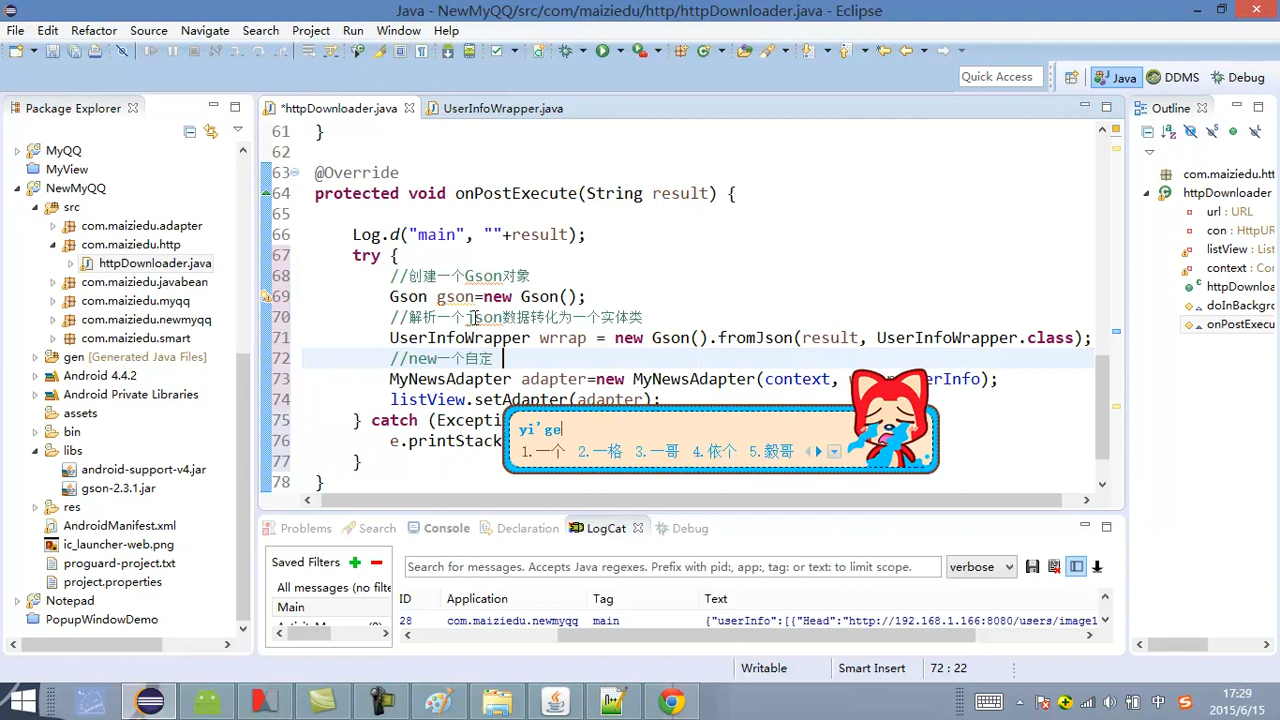 Java - NewMyQQ/src/com/maiziedu/http/httpDownloader.java - Eclipse
File Edit Refactor Source Navigate Search Project Run Window Help
Quick Access
Java
DDMS
Debug
Package Explorer
MyQQ
MyView
NewMyQQ
src
com.maiziedu.adapter
com.maiziedu.http
httpDownloader.java
com.maiziedu.javabean
com.maiziedu.myqq
com.maiziedu.newmyqq
com.maiziedu.smart
gen [Generated Java Files]
Android 4.4.2
Android Private Libraries
assets
bin
libs
android-support-v4.jar
gson-2.3.1.jar
res
AndroidManifest.xml
ic_launcher-web.png
proguard-project.txt
project.properties
Notepad
PopupWindowDemo
*httpDownloader.java
UserInfoWrapper.java
61 }
62
63 @Override
64 protected void onPostExecute(String result) {
65
66 Log.d("main", ""+result);
67 try {
68 //创建一个Gson对象
69 Gson gson=new Gson();
70 //解析一个json数据转化为一个实体类
71 UserInfoWrapper wrrap = new Gson().fromJson(result, UserInfoWrapper.class);
72 //new一个自定
73 MyNewsAdapter adapter=new MyNewsAdapter(context, w erInfo);
74 listView.setAdapter(adapter);
75 } catch (Excepti
76 e.printStack
77 }
78 }
yi'ge
1.一个 2.一格 3.一哥 4.依个 5.毅哥
Outline
com.maiziedu.htt
httpDownloader
url : URL
con : HttpUR
listView : List
context : Cont
httpDownload
doInBackgro
onPostExecu
Problems
Search
Console
Declaration
LogCat
Debug
Saved Filters
All messages (no filte
Main
Search for messages. Accepts Java regexes. Prefix with pid:, app:, tag: or text: to limit scope.
verbose
ID Application Tag Text
28 com.maiziedu.newmyqq main {"userInfo":[{"Head":"http://192.168.1.166:8080/users/image1
Writable
Smart Insert
72 : 22
中
17:29
2015/6/15